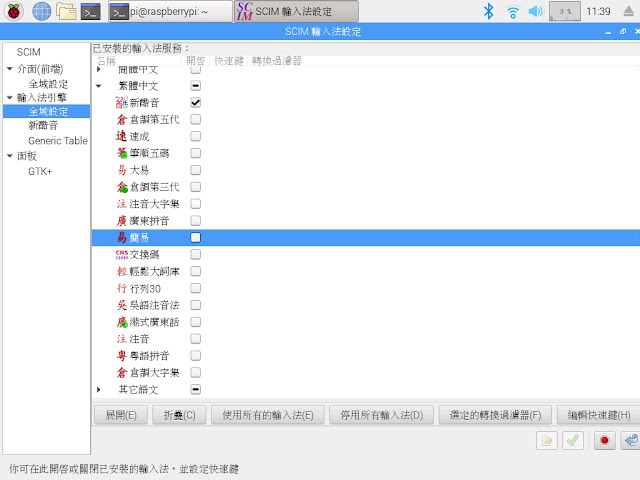 pi@raspberrypi: ~
SCIM 輸入法設定
3 %
11:39
SCIM 輸入法設定
SCIM
介面(前端)
全域設定
輸入法引擎
全域設定
新酷音
Generic Table
面板
GTK+
已安裝的輸入法服務：
名稱 開啓 快速鍵 轉換過濾器
簡體中文
繁體中文
新酷音
倉頡第五代
速成
筆順五碼
大易
倉頡第三代
注音大字集
廣東拼音
簡易
交換碼
輕鬆大詞庫
行列30
吳語注音法
港式廣東話
注音
粵語拼音
倉頡大字集
其它語文
展開(E) 折疊(C) 使用所有的輸入法(E) 停用所有輸入法(D) 選定的轉換過濾器(F) 編輯快速鍵(H)
你可在此開啓或關閉已安裝的輸入法，並設定快速鍵